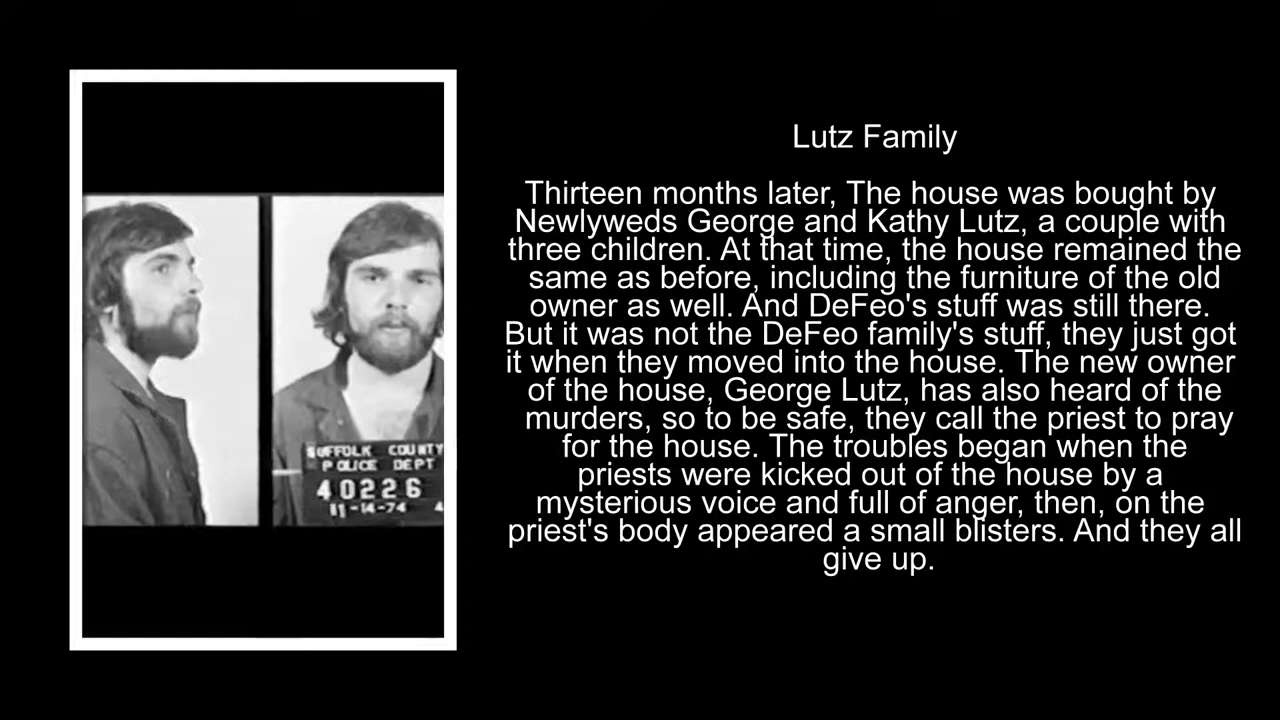 Lutz Family
Thirteen months later, The house was bought by
Newlyweds George and Kathy Lutz, a couple with
three children. At that time, the house remained the
same as before, including the furniture of the old
owner as well. And DeFeo's stuff was still there.
But it was not the DeFeo family's stuff, they just got
it when they moved into the house. The new owner
of the house, George Lutz, has also heard of the
murders, so to be safe, they call the priest to pray
for the house. The troubles began when the
priests were kicked out of the house by a
mysterious voice and full of anger, then, on the
priest's body appeared a small blisters. And they all
give up.
SUFFOLK COUNTY
POLICE DEPT
40226
11-14-74 4